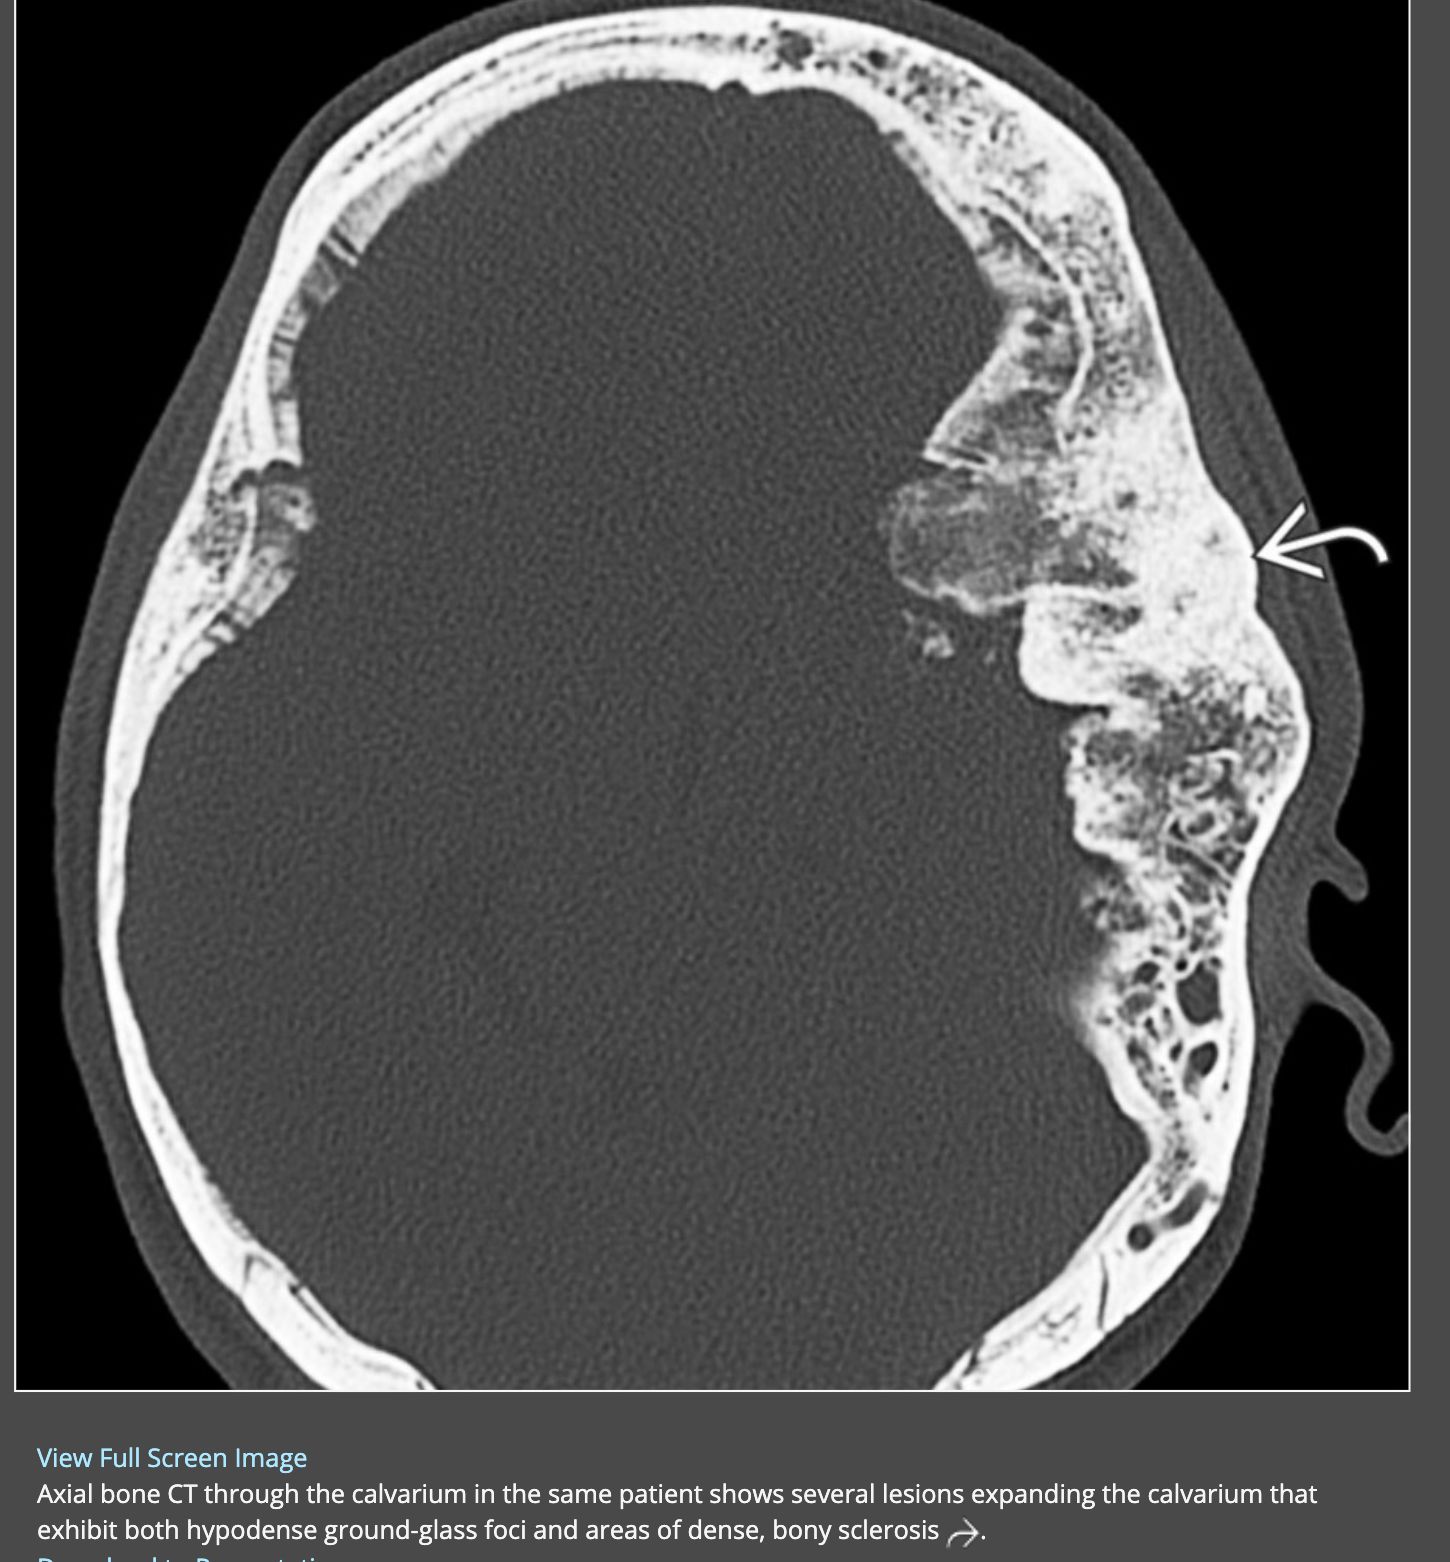 View Full Screen Image
Axial bone CT through the calvarium in the same patient shows several lesions expanding the calvarium that
exhibit both hypodense ground-glass foci and areas of dense, bony sclerosis .